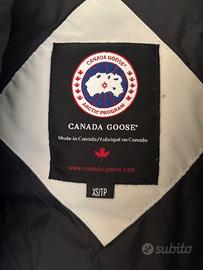 CANADA GOOSE
ARCTIC PROGRAM
CANADA GOOSE®
Made in Canada/Fabriqué au Canada
www.canadagoose.com
XS/TP
subito